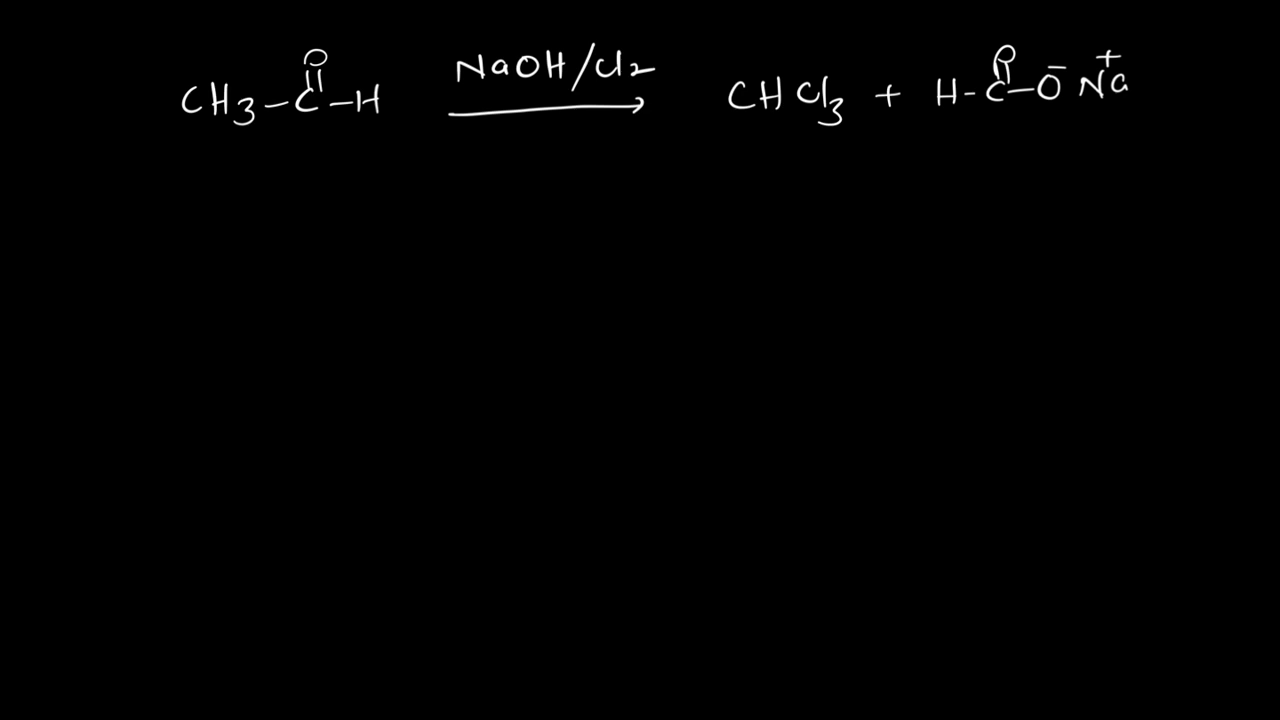 CH3-C(=O)-H NaOH/Cl2 → CHCl3 + H-C(=O)-O⁻ Na⁺